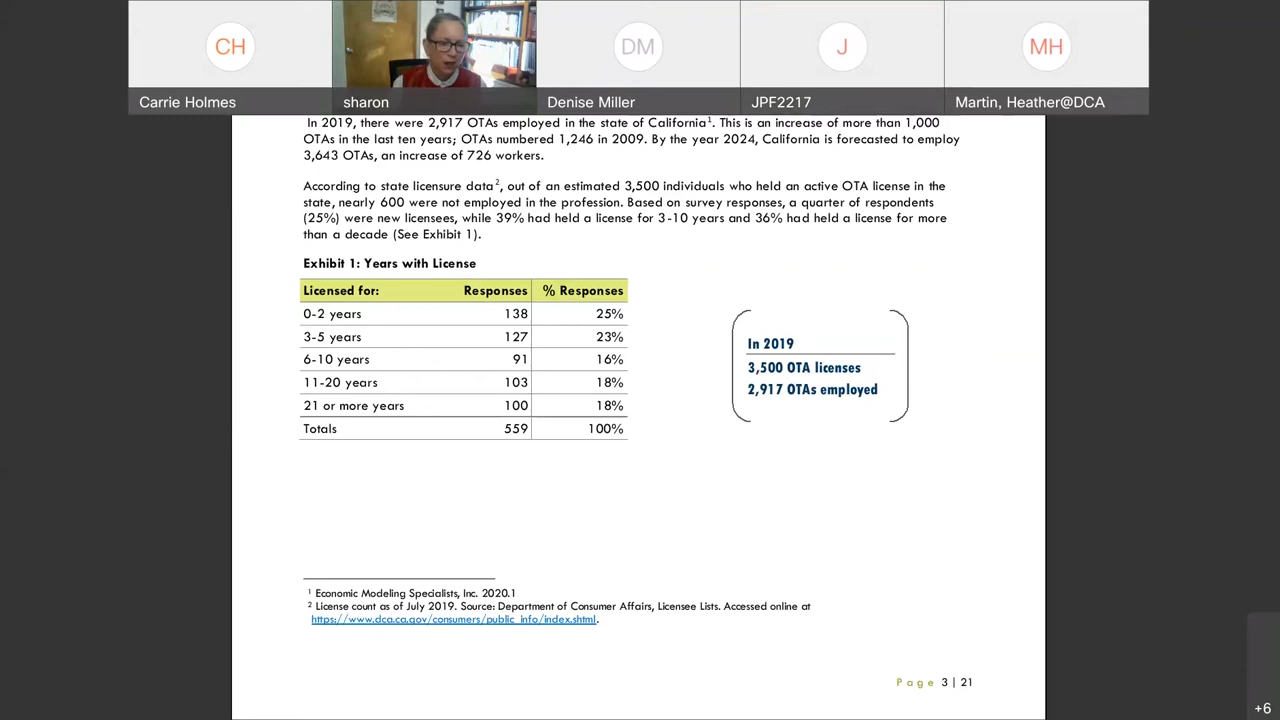 CH
DM
J
MH
Carrie Holmes
sharon
Denise Miller
JPF2217
Martin, Heather@DCA
In 2019, there were 2,917 OTAs employed in the state of California¹. This is an increase of more than 1,000
OTAs in the last ten years; OTAs numbered 1,246 in 2009. By the year 2024, California is forecasted to employ
3,643 OTAs, an increase of 726 workers.
According to state licensure data², out of an estimated 3,500 individuals who held an active OTA license in the
state, nearly 600 were not employed in the profession. Based on survey responses, a quarter of respondents
(25%) were new licensees, while 39% had held a license for 3-10 years and 36% had held a license for more
than a decade (See Exhibit 1).
Exhibit 1: Years with License
Licensed for: Responses % Responses
0-2 years 138 25%
3-5 years 127 23%
6-10 years 91 16%
11-20 years 103 18%
21 or more years 100 18%
Totals 559 100%
In 2019
3,500 OTA licenses
2,917 OTAs employed
¹ Economic Modeling Specialists, Inc. 2020.1
² License count as of July 2019. Source: Department of Consumer Affairs, Licensee Lists. Accessed online at
https://www.dca.ca.gov/consumers/public_info/index.shtml.
Page 3 | 21
+6